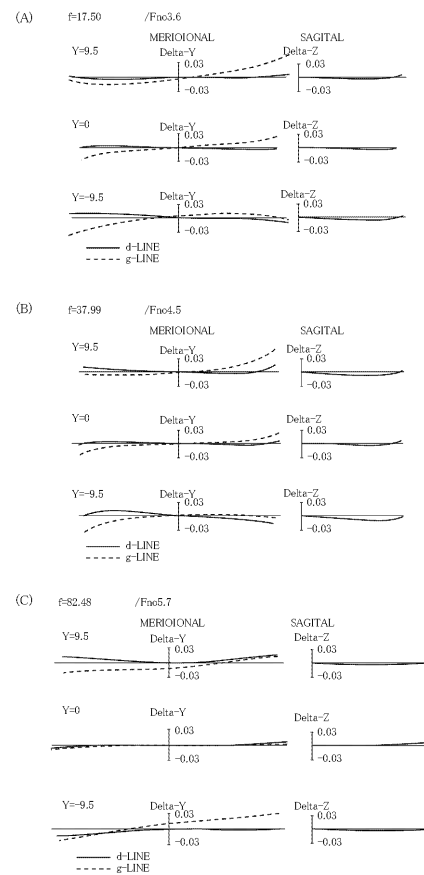 (A) f=17.50 /Fno3.6
MERIOIONAL SAGITAL
Y=9.5 Delta-Y Delta-Z
0.03 0.03
-0.03 -0.03
Y=0 Delta-Y Delta-Z
0.03 0.03
-0.03 -0.03
Y=-9.5 Delta-Y Delta-Z
0.03 0.03
-0.03 -0.03
d-LINE
g-LINE
(B) f=37.99 /Fno4.5
MERIOIONAL SAGITAL
Y=9.5 Delta-Y Delta-Z
0.03 0.03
-0.03 -0.03
Y=0 Delta-Y Delta-Z
0.03 0.03
-0.03 -0.03
Y=-9.5 Delta-Y Delta-Z
0.03 0.03
-0.03 -0.03
d-LINE
g-LINE
(C) f=82.48 /Fno5.7
MERIOIONAL SAGITAL
Y=9.5 Delta-Y Delta-Z
0.03 0.03
-0.03 -0.03
Y=0 Delta-Y Delta-Z
0.03 0.03
-0.03 -0.03
Y=-9.5 Delta-Y Delta-Z
0.03 0.03
-0.03 -0.03
d-LINE
g-LINE